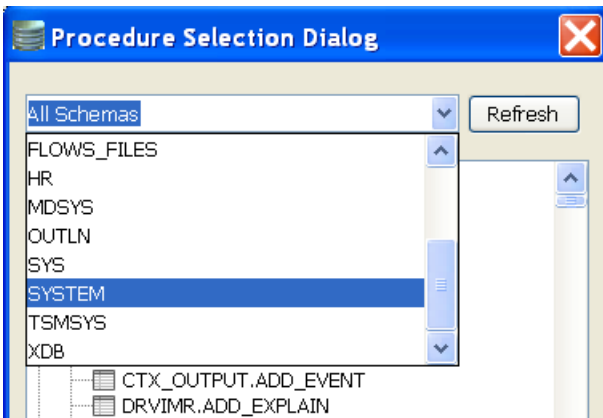 Procedure Selection Dialog
All Schemas
Refresh
FLOWS_FILES
HR
MDSYS
OUTLN
SYS
SYSTEM
TSMSYS
XDB
CTX_OUTPUT.ADD_EVENT
DRVIMR.ADD_EXPLAIN